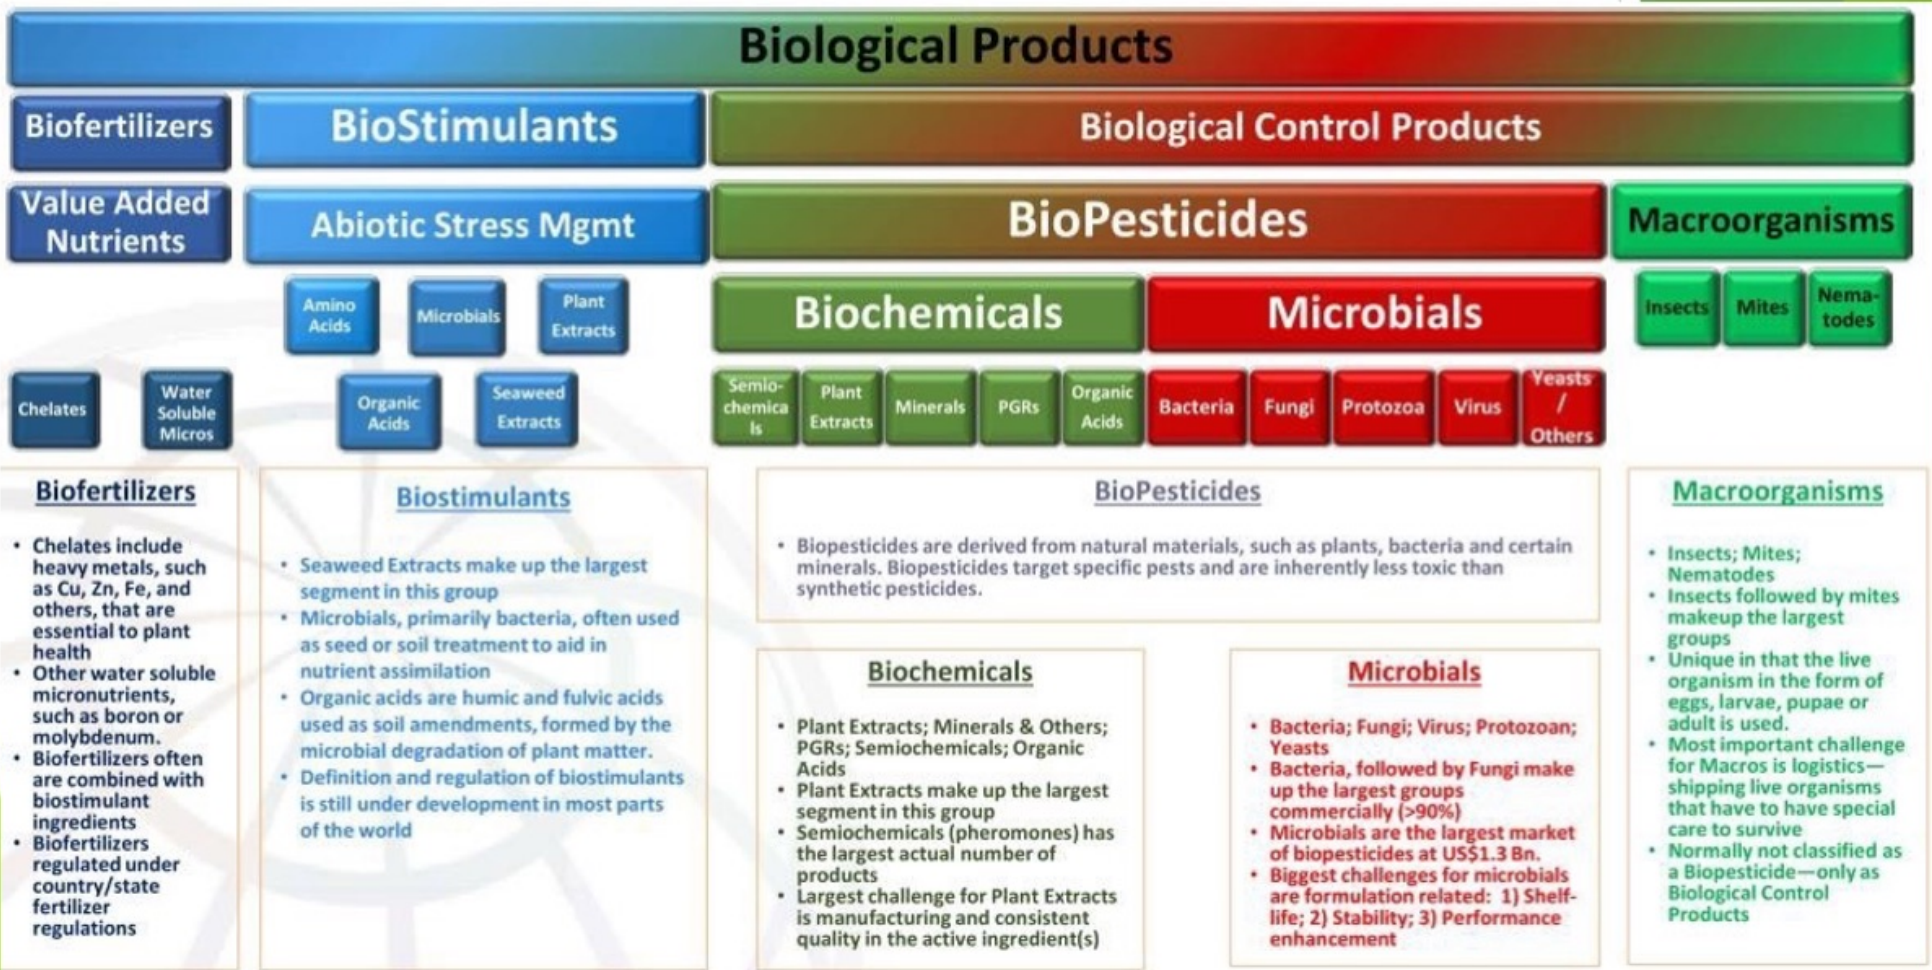 Biological Products
Biofertilizers
BioStimulants
Biological Control Products
Value Added
Nutrients
Abiotic Stress Mgmt
BioPesticides
Macroorganisms
Amino
Acids
Microbials
Plant
Extracts
Biochemicals
Microbials
Insects
Mites
Nema-
todes
Chelates
Water
Soluble
Micros
Organic
Acids
Seaweed
Extracts
Semio-
chemica
ls
Plant
Extracts
Minerals
PGRs
Organic
Acids
Bacteria
Fungi
Protozoa
Virus
Yeasts
/
Others
Biofertilizers
• Chelates include
heavy metals, such
as Cu, Zn, Fe, and
others, that are
essential to plant
health
• Other water soluble
micronutrients,
such as boron or
molybdenum.
• Biofertilizers often
are combined with
biostimulant
ingredients
• Biofertilizers
regulated under
country/state
fertilizer
regulations
Biostimulants
• Seaweed Extracts make up the largest
segment in this group
• Microbials, primarily bacteria, often used
as seed or soil treatment to aid in
nutrient assimilation
• Organic acids are humic and fulvic acids
used as soil amendments, formed by the
microbial degradation of plant matter.
• Definition and regulation of biostimulants
is still under development in most parts
of the world
BioPesticides
• Biopesticides are derived from natural materials, such as plants, bacteria and certain
minerals. Biopesticides target specific pests and are inherently less toxic than
synthetic pesticides.
Biochemicals
• Plant Extracts; Minerals & Others;
PGRs; Semiochemicals; Organic
Acids
• Plant Extracts make up the largest
segment in this group
• Semiochemicals (pheromones) has
the largest actual number of
products
• Largest challenge for Plant Extracts
is manufacturing and consistent
quality in the active ingredient(s)
Microbials
• Bacteria; Fungi; Virus; Protozoan;
Yeasts
• Bacteria, followed by Fungi make
up the largest groups
commercially (>90%)
• Microbials are the largest market
of biopesticides at US$1.3 Bn.
• Biggest challenges for microbials
are formulation related: 1) Shelf-
life; 2) Stability; 3) Performance
enhancement
Macroorganisms
• Insects; Mites;
Nematodes
• Insects followed by mites
makeup the largest
groups
• Unique in that the live
organism in the form of
eggs, larvae, pupae or
adult is used.
• Most important challenge
for Macros is logistics—
shipping live organisms
that have to have special
care to survive
• Normally not classified as
a Biopesticide—only as
Biological Control
Products